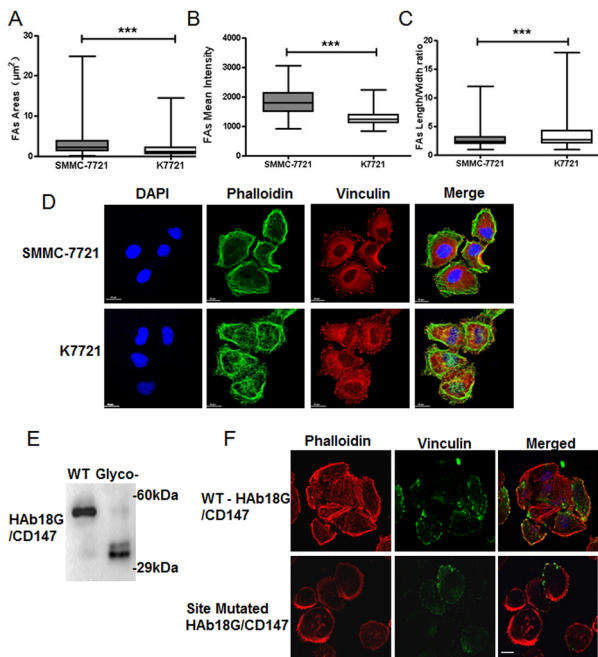 A
FAs Areas (μm²)
30
20
10
0
***
SMMC-7721
K7721
B
FAs Mean Intensity
4000
3000
2000
1000
0
***
SMMC-7721
K7721
C
FAs Length/Width ratio
20
15
10
5
0
***
SMMC-7721
K7721
D
DAPI
Phalloidin
Vinculin
Merge
SMMC-7721
K7721
E
WT Glyco-
-60kDa
HAb18G
/CD147
-29kDa
F
Phalloidin
Vinculin
Merged
WT - HAb18G
/CD147
Site Mutated
HAb18G/CD147